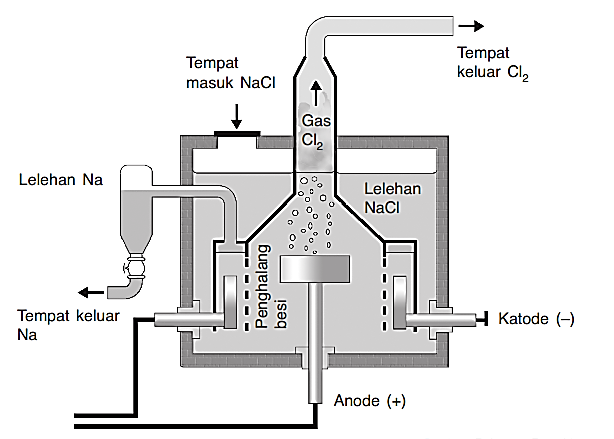 Tempat
keluar Cl₂
Tempat
masuk NaCl
Gas
Cl₂
Lelehan Na
Lelehan
NaCl
Penghalang
besi
Tempat keluar
Na
Katode (–)
Anode (+)